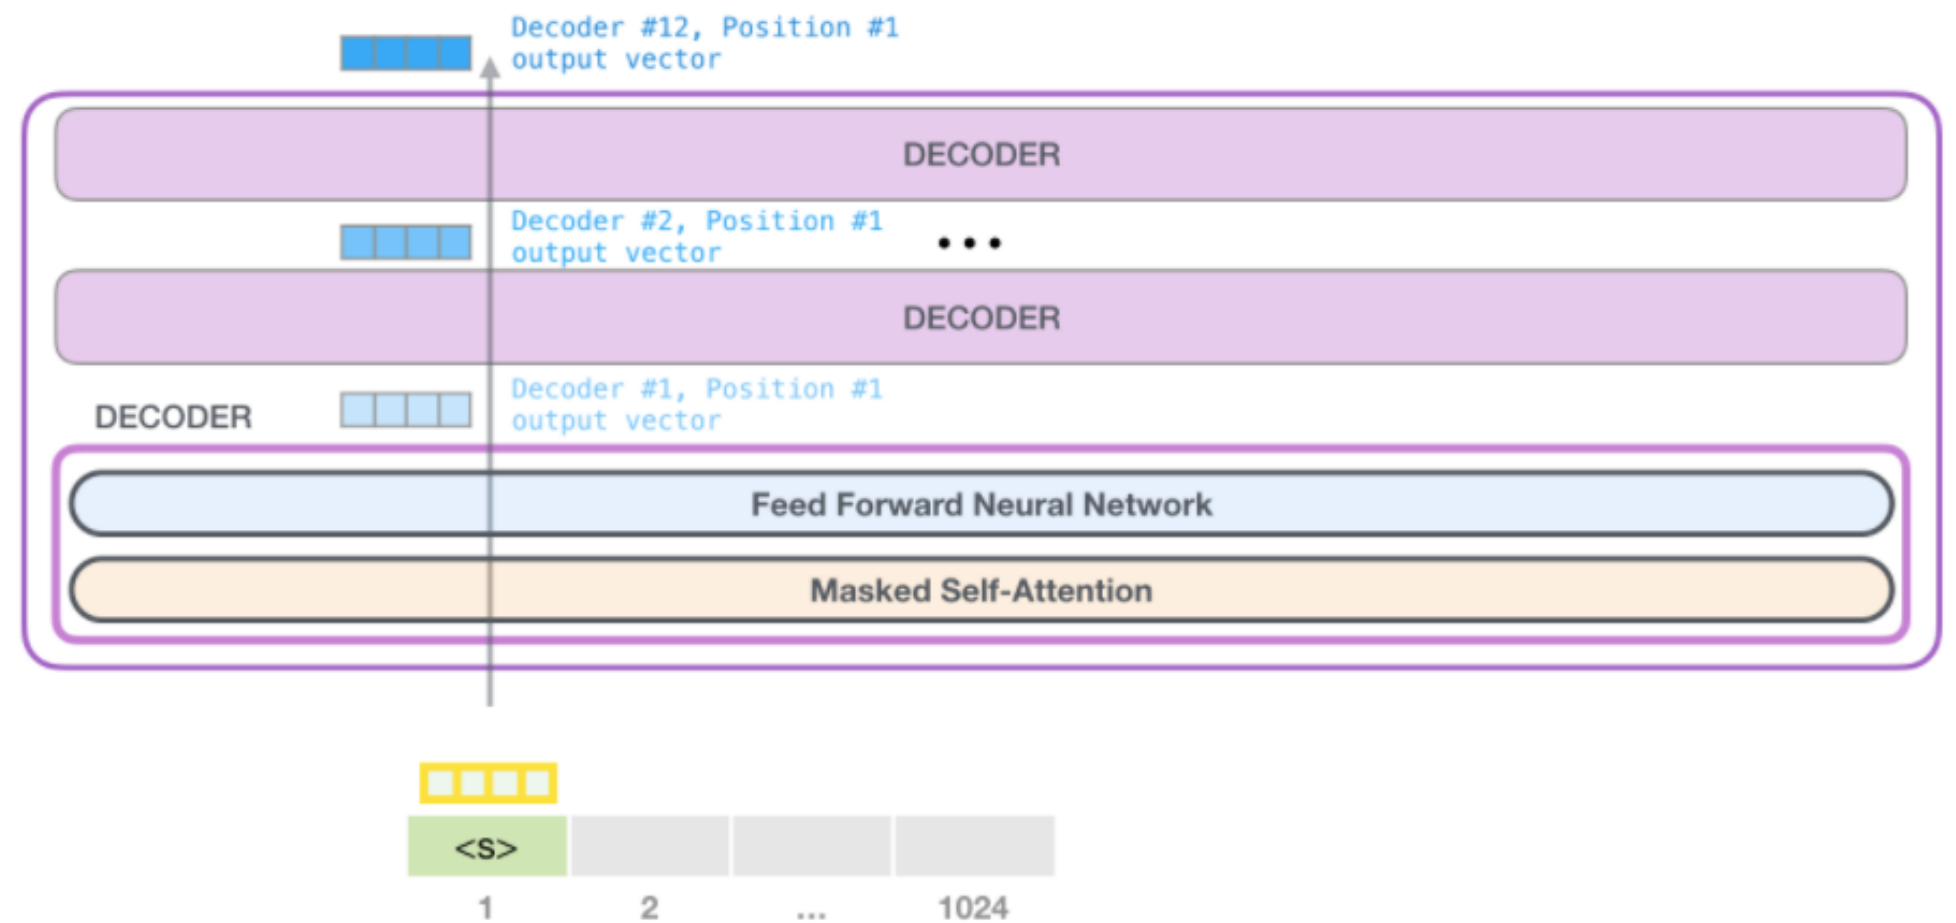 Decoder #12, Position #1
output vector
DECODER
Decoder #2, Position #1
output vector
...
DECODER
Decoder #1, Position #1
output vector
DECODER
Feed Forward Neural Network
Masked Self-Attention
<S>
1 2 ... 1024